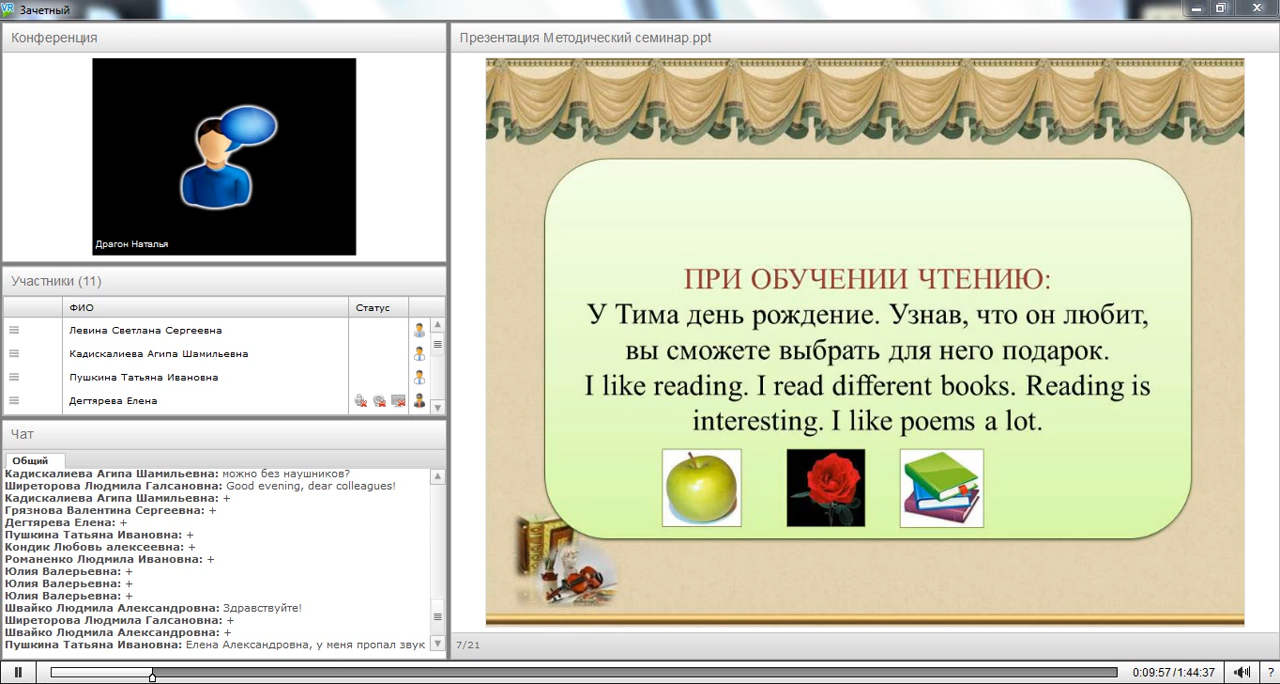 VR Зачетный
Конференция
Драгон Наталья
Участники (11)
ФИО Статус
Левина Светлана Сергеевна
Кадискалиева Агипа Шамильевна
Пушкина Татьяна Ивановна
Дегтярева Елена
Чат
Общий
Кадискалиева Агипа Шамильевна: можно без наушников?
Ширеторова Людмила Галсановна: Good evening, dear colleagues!
Кадискалиева Агипа Шамильевна: +
Грязнова Валентина Сергеевна: +
Дегтярева Елена: +
Пушкина Татьяна Ивановна: +
Кондик Любовь алексеевна: +
Романенко Людмила Ивановна: +
Юлия Валерьевна: +
Юлия Валерьевна: +
Юлия Валерьевна: +
Швайко Людмила Александровна: Здравствуйте!
Ширеторова Людмила Галсановна: +
Швайко Людмила Александровна: +
Пушкина Татьяна Ивановна: Елена Александровна, у меня пропал звук
Презентация Методический семинар.ppt
ПРИ ОБУЧЕНИИ ЧТЕНИЮ:
У Тима день рождение. Узнав, что он любит,
вы сможете выбрать для него подарок.
I like reading. I read different books. Reading is
interesting. I like poems a lot.
7/21
0:09:57/1:44:37
?